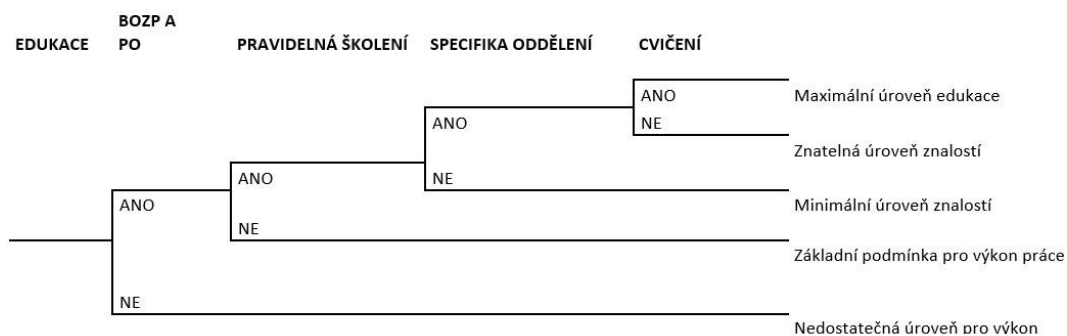 BOZP A
EDUKACE PO PRAVIDELNÁ ŠKOLENÍ SPECIFIKA ODDĚLENÍ CVIČENÍ
ANO Maximální úroveň edukace
ANO NE
Znatelná úroveň znalostí
ANO NE
ANO Minimální úroveň znalostí
NE
Základní podmínka pro výkon práce
NE
Nedostatečná úroveň pro výkon